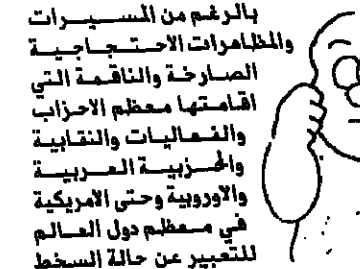 بالرغم من المسيرات
والمظاهرات الاحتجاجية
الصارخة والناقمة التي
اقامتها معظم الاحزاب
والفعاليات والنقابية
والحزبية العربية
والاوروبية وحتى الامريكية
في معظم دول العالم
للتعبير عن حالة السخط